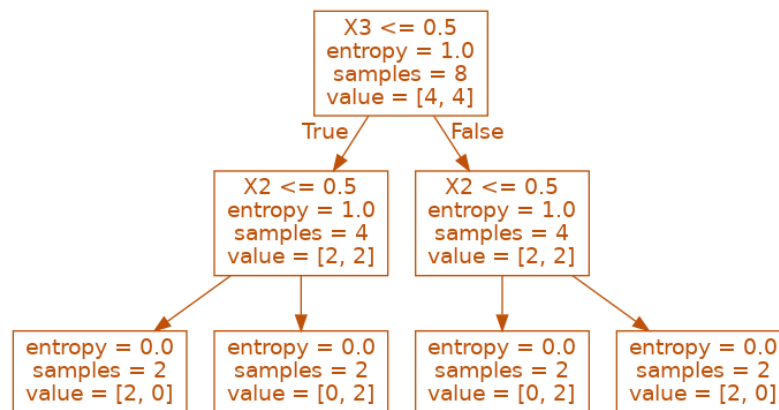 X3 <= 0.5
entropy = 1.0
samples = 8
value = [4, 4]
True
False
X2 <= 0.5
entropy = 1.0
samples = 4
value = [2, 2]
X2 <= 0.5
entropy = 1.0
samples = 4
value = [2, 2]
entropy = 0.0
samples = 2
value = [2, 0]
entropy = 0.0
samples = 2
value = [0, 2]
entropy = 0.0
samples = 2
value = [0, 2]
entropy = 0.0
samples = 2
value = [2, 0]